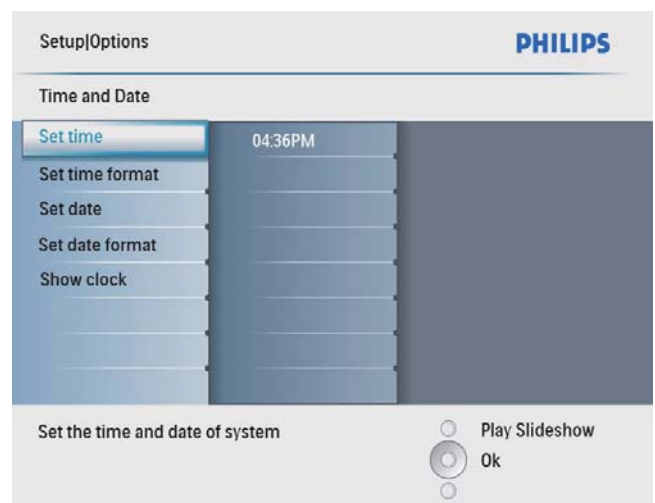 Setup|Options
PHILIPS
Time and Date
Set time
04:36PM
Set time format
Set date
Set date format
Show clock
Set the time and date of system
Play Slideshow
Ok